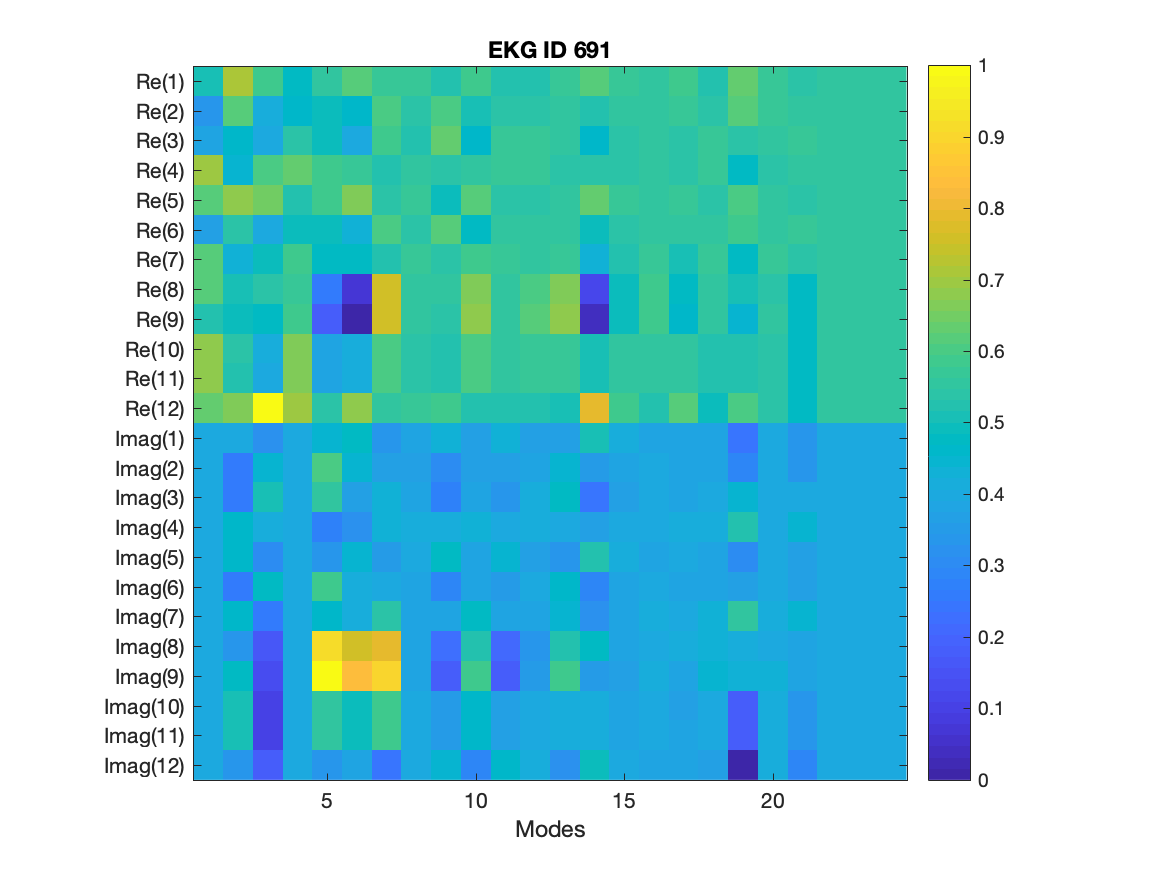 EKG ID 691
Re(1)
Re(2)
Re(3)
Re(4)
Re(5)
Re(6)
Re(7)
Re(8)
Re(9)
Re(10)
Re(11)
Re(12)
Imag(1)
Imag(2)
Imag(3)
Imag(4)
Imag(5)
Imag(6)
Imag(7)
Imag(8)
Imag(9)
Imag(10)
Imag(11)
Imag(12)
5 10 15 20
Modes
1
0.9
0.8
0.7
0.6
0.5
0.4
0.3
0.2
0.1
0